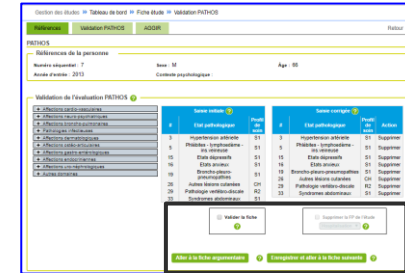 Gestion des études » Tableau de bord » Fiche étude » Validation PATHOS
Références Validation PATHOS AGGIR Retour
PATHOS
Références de la personne
Numéro séquentiel : 7 Sexe : M Âge : 88
Année d'entrée : 2013 Contexte psychologique :
Validation de l'évaluation PATHOS
+ Affections cardio-vasculaires
+ Affections neuro-psychiatriques
+ Affections broncho-pulmonaires
+ Pathologies infectieuses
+ Affections dermatologiques
+ Affections ostéo-articulaires
+ Affections gastro-entérologiques
+ Affections endocriniennes
+ Affections uro-néphrologiques
+ Autres domaines
Saisie initiale
# Etat pathologique Profil de soin
3 Hypertension artérielle S1
5 Phlébites - lymphoedème - ins veineuse S1
15 Etats dépressifs S1
16 Etats anxieux S1
19 Broncho-pleuro-pneumopathies S1
26 Autres lésions cutanées CH
29 Pathologie vertébro-discale R2
33 Syndromes abdominaux S1
Saisie corrigée
# Etat pathologique Profil de soin Action
3 Hypertension artérielle S1 Supprimer
5 Phlébites - lymphoedème - ins veineuse S1 Supprimer
15 Etats dépressifs S1 Supprimer
16 Etats anxieux S1 Supprimer
19 Broncho-pleuro-pneumopathies S1 Supprimer
26 Autres lésions cutanées CH Supprimer
29 Pathologie vertébro-discale R2 Supprimer
33 Syndromes abdominaux S1 Supprimer
Valider la fiche
Supprimer la FP de l'étude
Aller à la fiche argumentaire
Enregistrer et aller à la fiche suivante